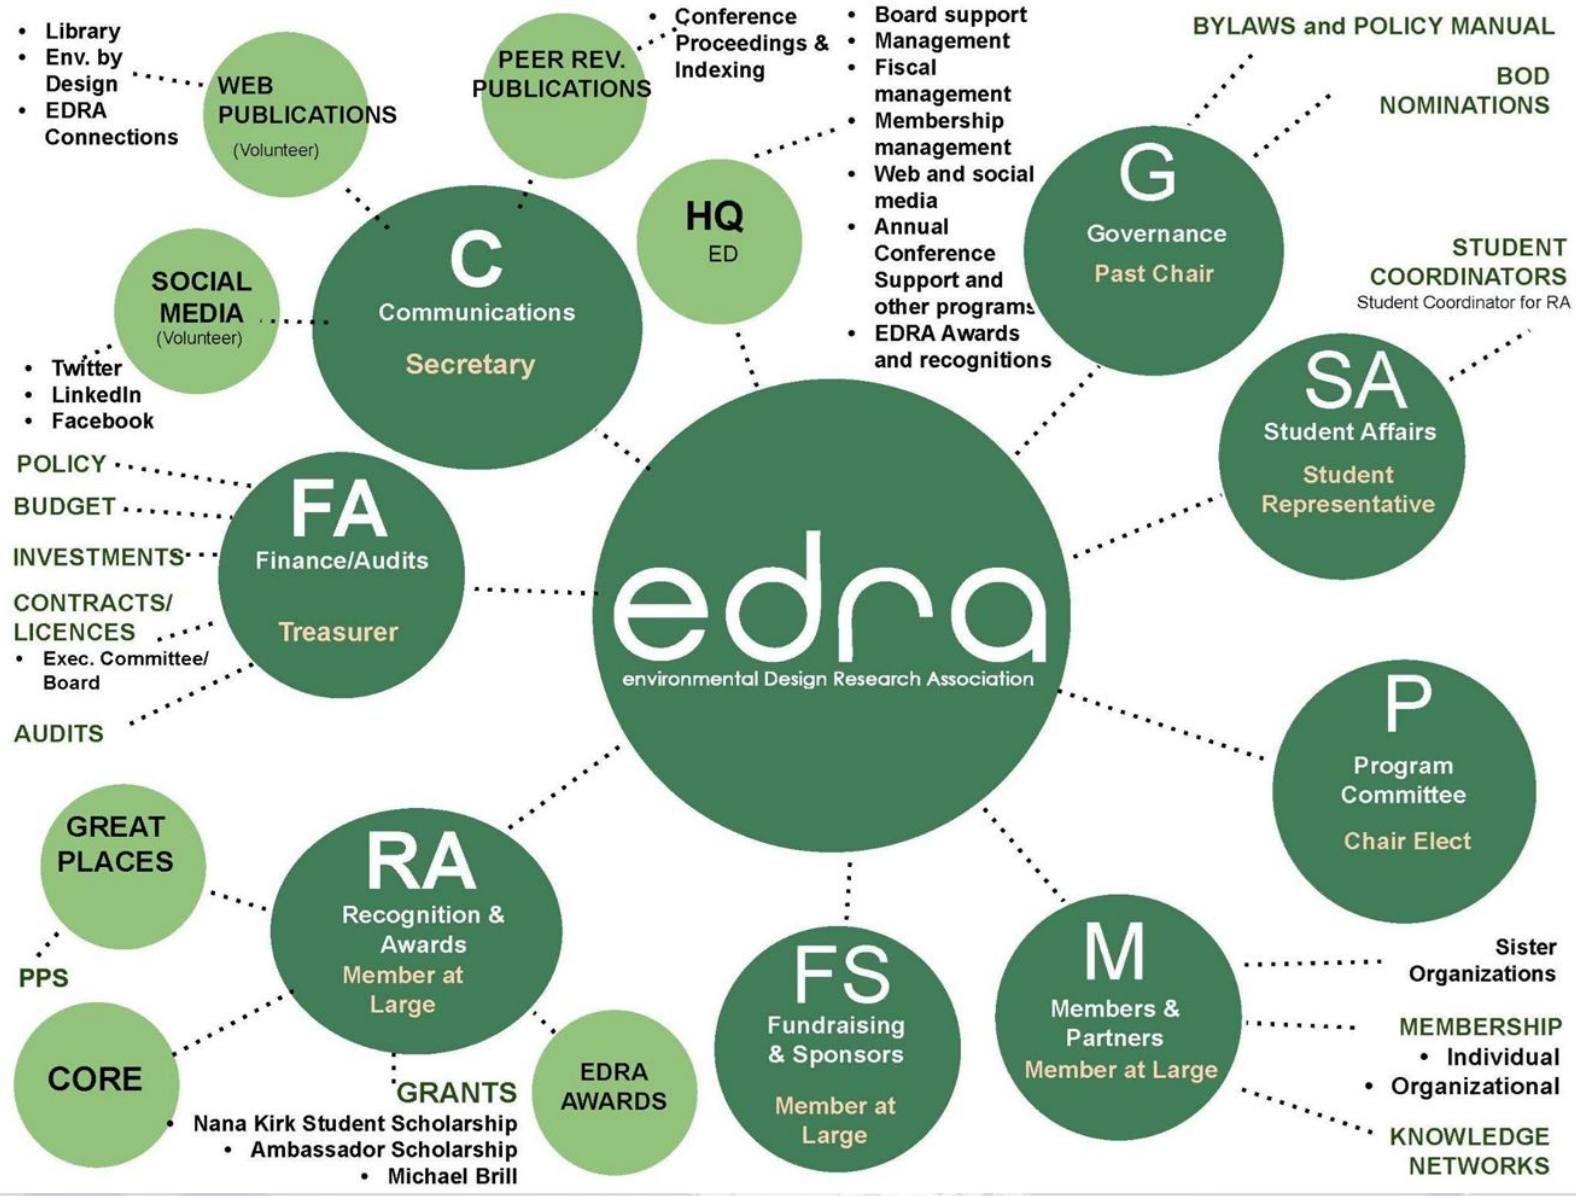 • Library
• Env. by
Design
• EDRA
Connections
WEB
PUBLICATIONS
(Volunteer)
PEER REV.
PUBLICATIONS
• Conference
Proceedings &
Indexing
• Board support
• Management
• Fiscal
management
• Membership
management
• Web and social
media
• Annual
Conference
Support and
other programs
• EDRA Awards
and recognitions
HQ
ED
BYLAWS and POLICY MANUAL
BOD
NOMINATIONS
G
Governance
Past Chair
STUDENT
COORDINATORS
Student Coordinator for RA
SA
Student Affairs
Student
Representative
C
Communications
Secretary
SOCIAL
MEDIA
(Volunteer)
• Twitter
• LinkedIn
• Facebook
POLICY
BUDGET
INVESTMENTS
CONTRACTS/
LICENCES
• Exec. Committee/
Board
AUDITS
FA
Finance/Audits
Treasurer
edra
environmental Design Research Association
P
Program
Committee
Chair Elect
GREAT
PLACES
PPS
CORE
RA
Recognition &
Awards
Member at
Large
GRANTS
• Nana Kirk Student Scholarship
• Ambassador Scholarship
• Michael Brill
EDRA
AWARDS
FS
Fundraising
& Sponsors
Member at
Large
M
Members &
Partners
Member at Large
Sister
Organizations
MEMBERSHIP
• Individual
• Organizational
KNOWLEDGE
NETWORKS